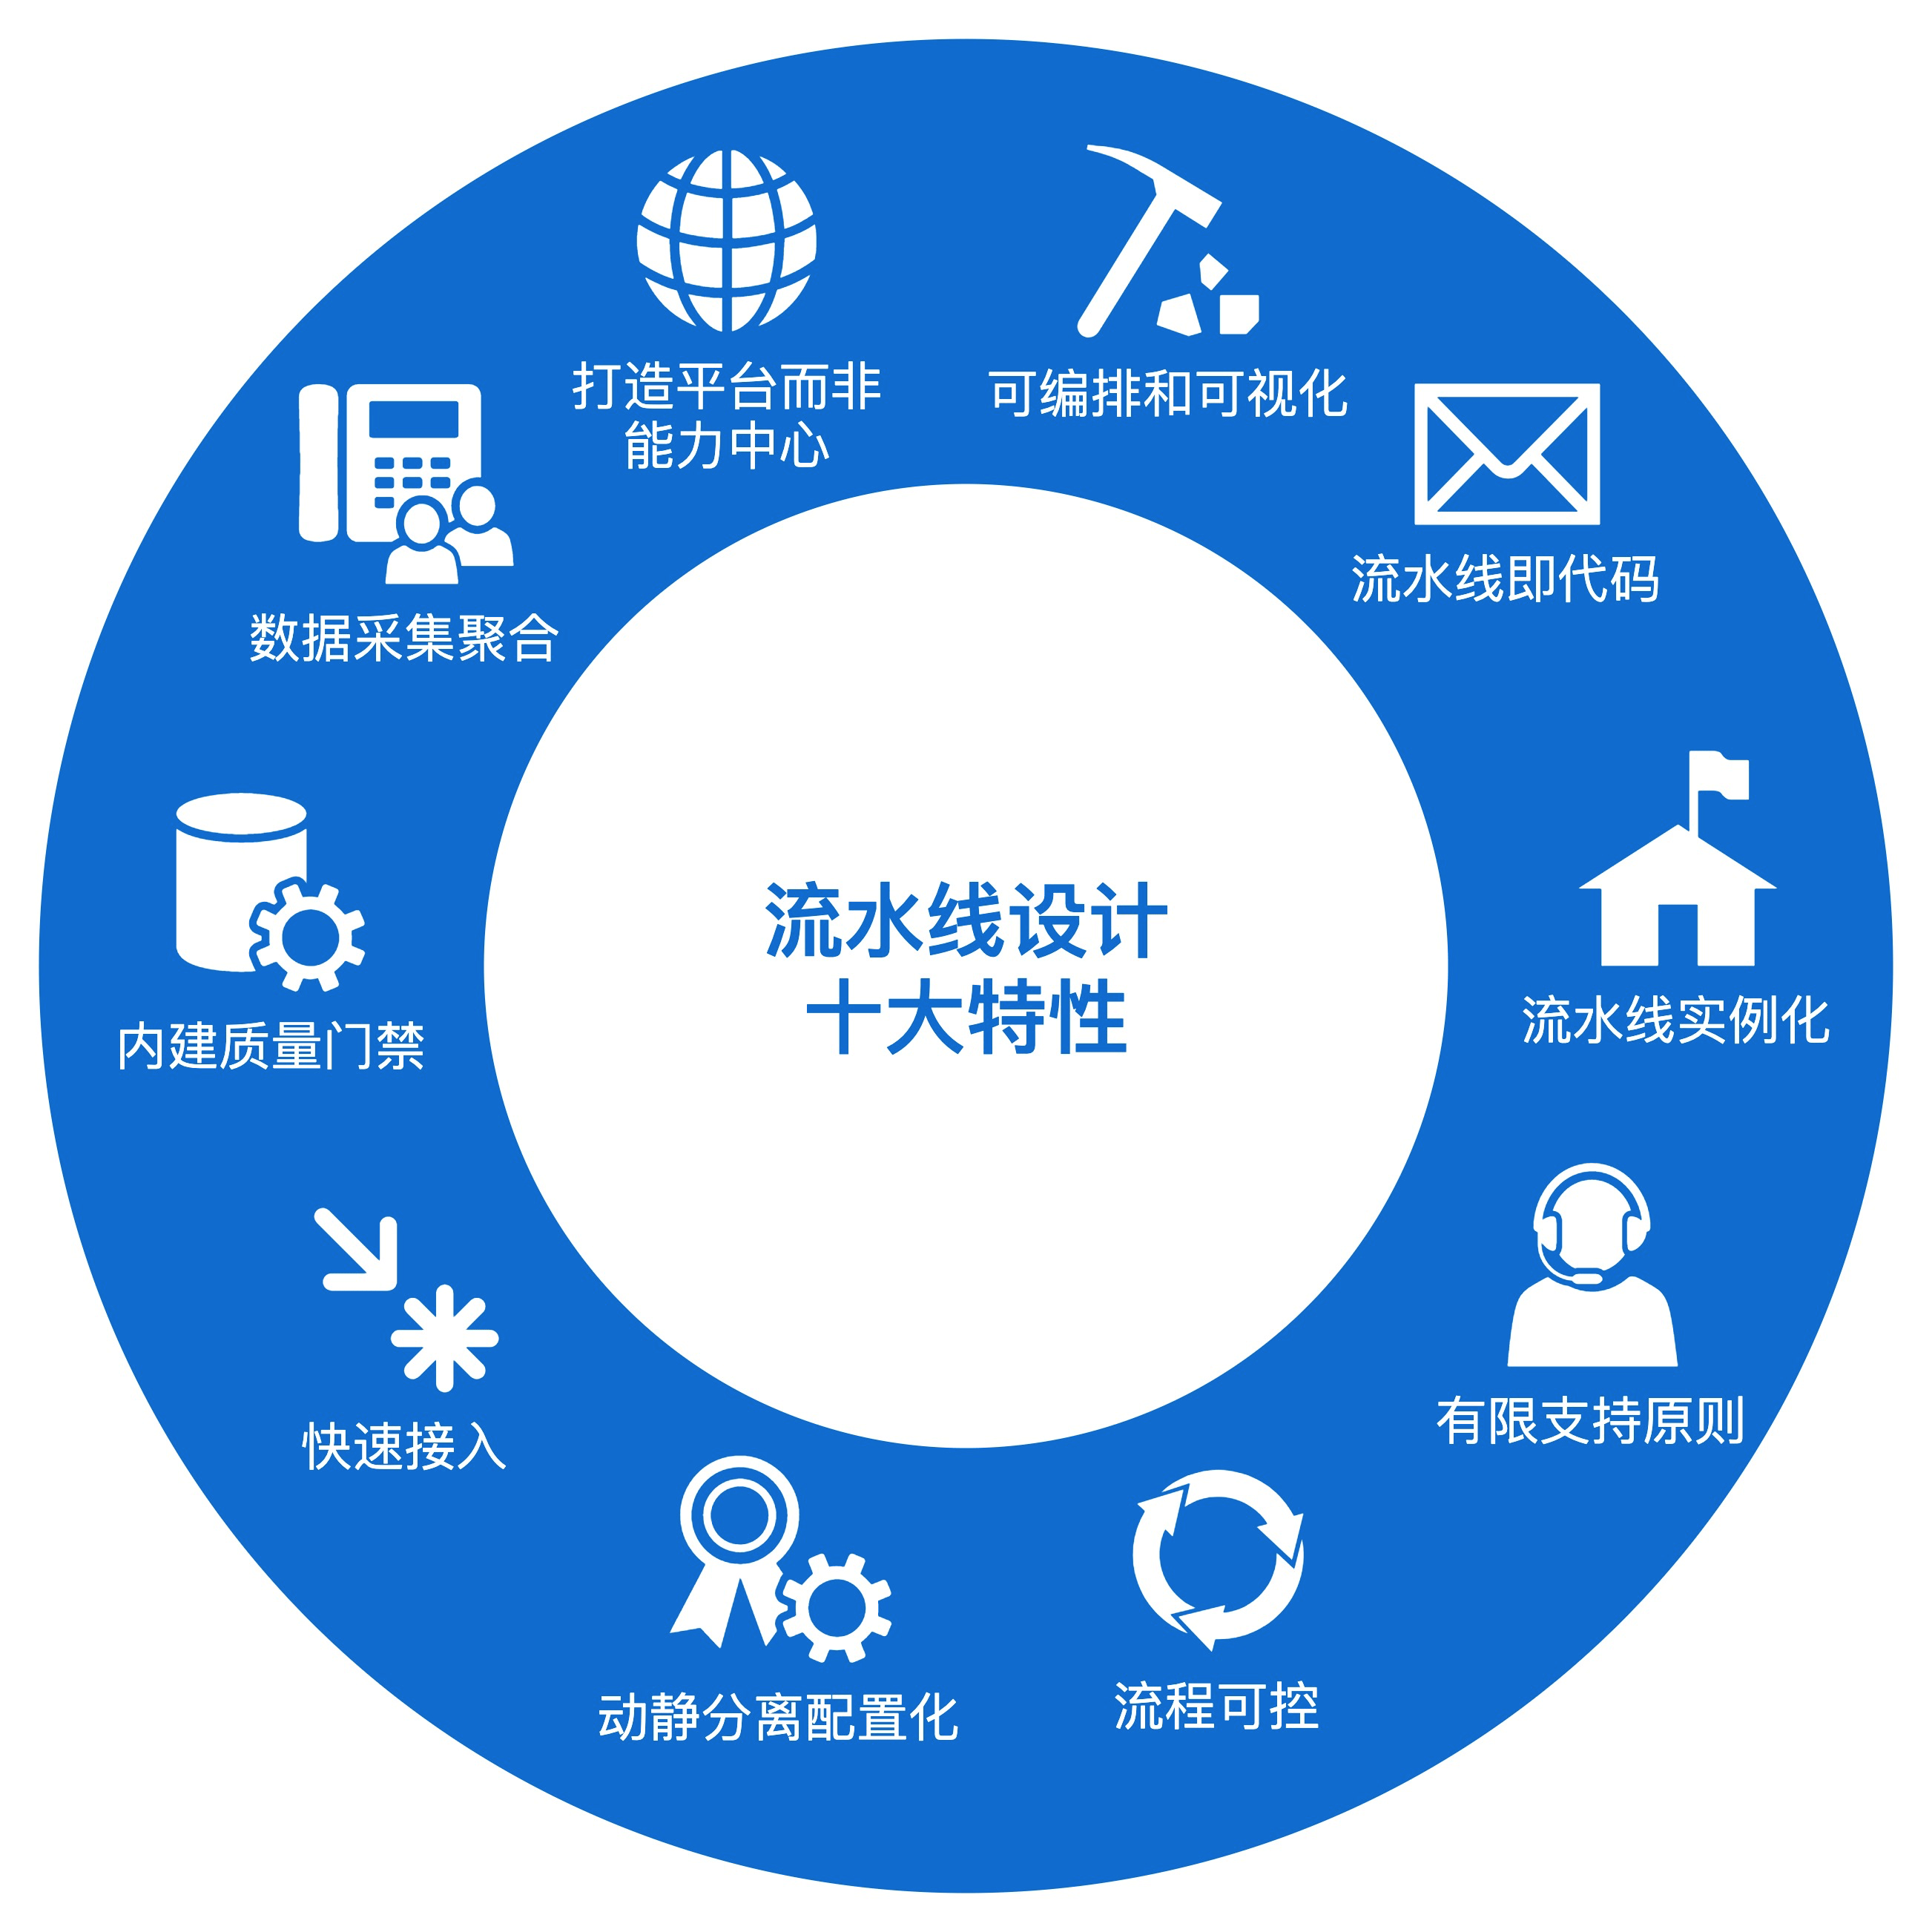 打造平台而非
能力中心
可编排和可视化
流水线即代码
数据采集聚合
流水线设计
十大特性
流水线实例化
内建质量门禁
有限支持原则
快速接入
动静分离配置化
流程可控